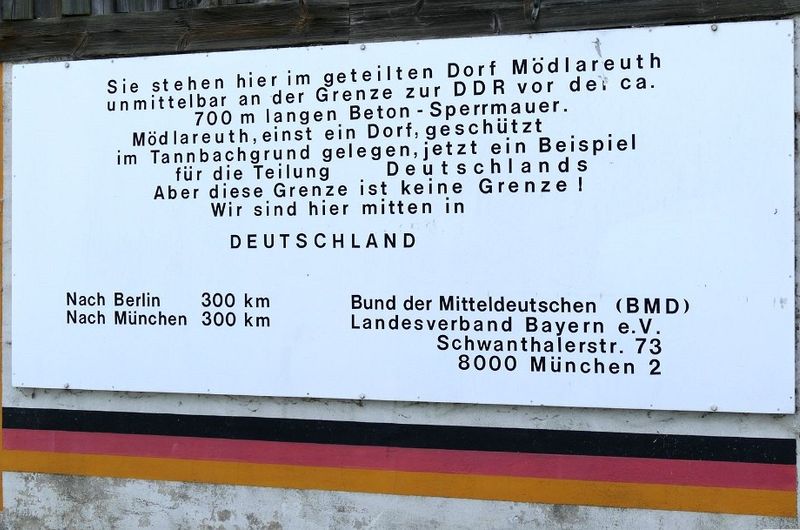 Sie stehen hier im geteilten Dorf Mödlareuth
unmittelbar an der Grenze zur DDR vor der ca.
700 m langen Beton - Sperrmauer.
Mödlareuth, einst ein Dorf, geschützt
im Tannbachgrund gelegen, jetzt ein Beispiel
für die Teilung Deutschlands
Aber diese Grenze ist keine Grenze!
Wir sind hier mitten in
DEUTSCHLAND
Nach Berlin 300 km
Nach München 300 km
Bund der Mitteldeutschen (BMD)
Landesverband Bayern e.V.
Schwanthalerstr. 73
8000 München 2